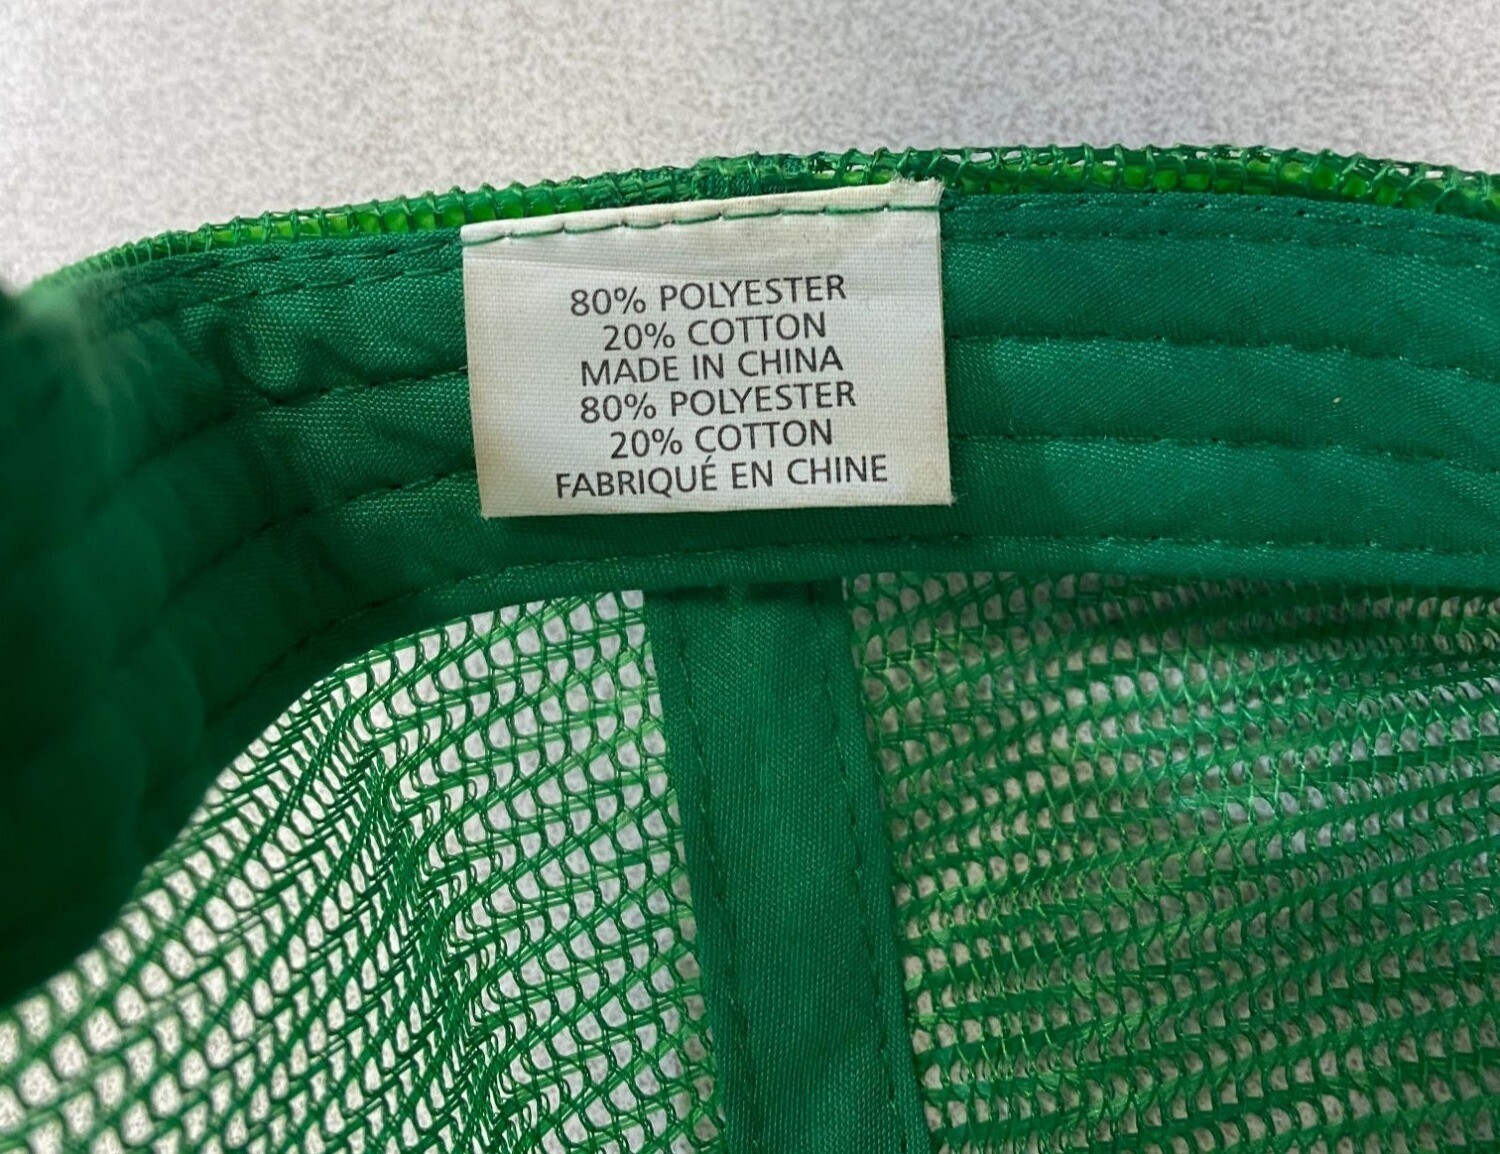 80% POLYESTER
20% COTTON
MADE IN CHINA
80% POLYESTER
20% COTTON
FABRIQUÉ EN CHINE